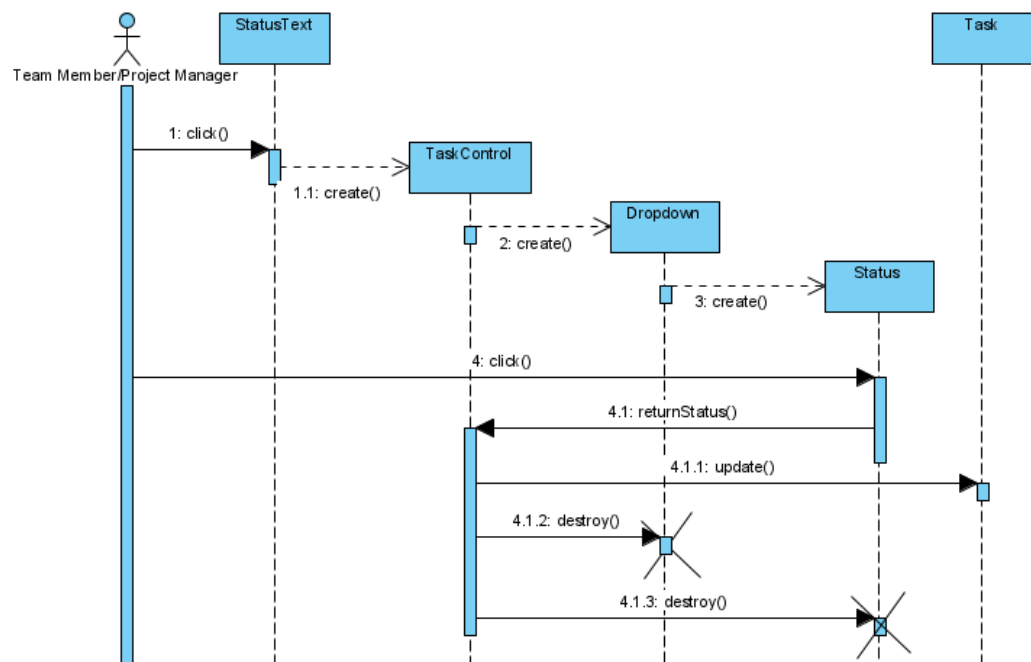 StatusText
Task
Team Member/Project Manager
1: click()
TaskControl
1.1: create()
Dropdown
2: create()
Status
3: create()
4: click()
4.1: returnStatus()
4.1.1: update()
4.1.2: destroy()
4.1.3: destroy()